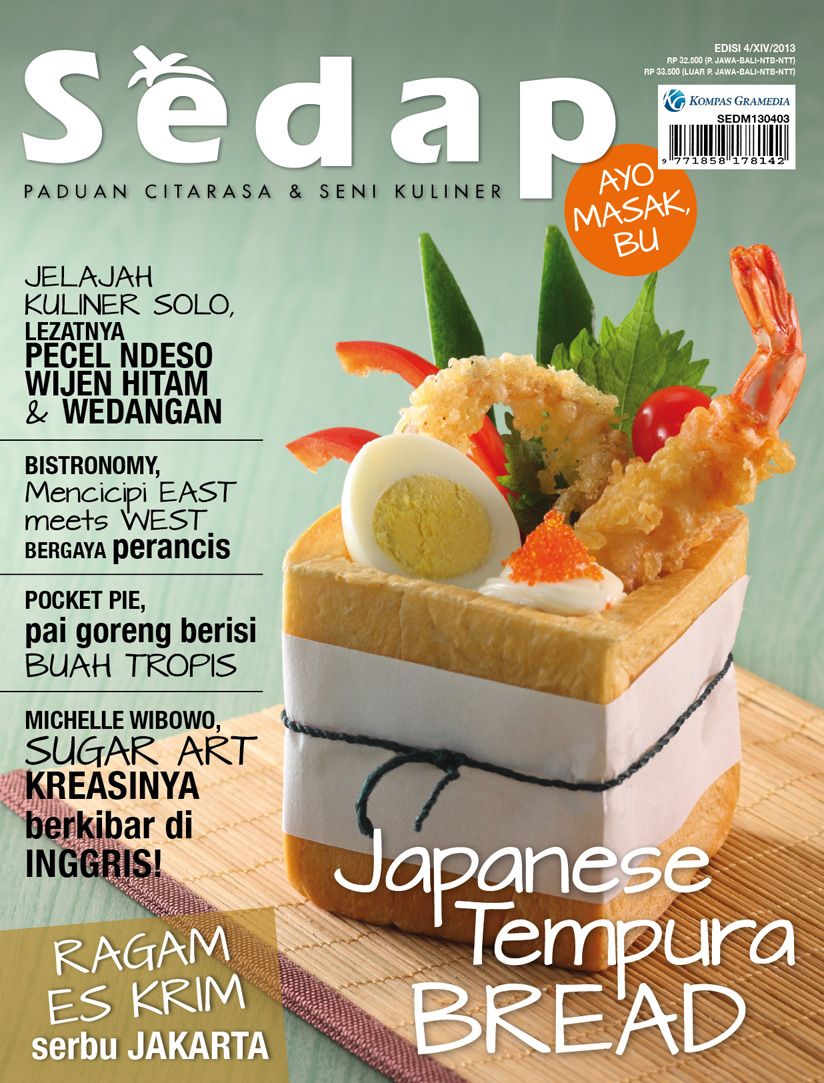 EDISI 4/XIV/2013
RP 32.500 (P. JAWA-BALI-NTB-NTT)
RP 33.500 (LUAR P. JAWA-BALI-NTB-NTT)
KG KOMPAS GRAMEDIA
SEDM130403
9 771858 178142
Sedap
PADUAN CITARASA & SENI KULINER
AYO
MASAK,
BU
JELAJAH
KULINER SOLO,
LEZATNYA
PECEL NDESO
WIJEN HITAM
& WEDANGAN
BISTRONOMY,
Mencicipi EAST
meets WEST
BERGAYA perancis
POCKET PIE,
pai goreng berisi
BUAH TROPIS
MICHELLE WIBOWO,
SUGAR ART
KREASINYA
berkibar di
INGGRIS!
RAGAM
ES KRIM
serbu JAKARTA
Japanese
Tempura
BREAD